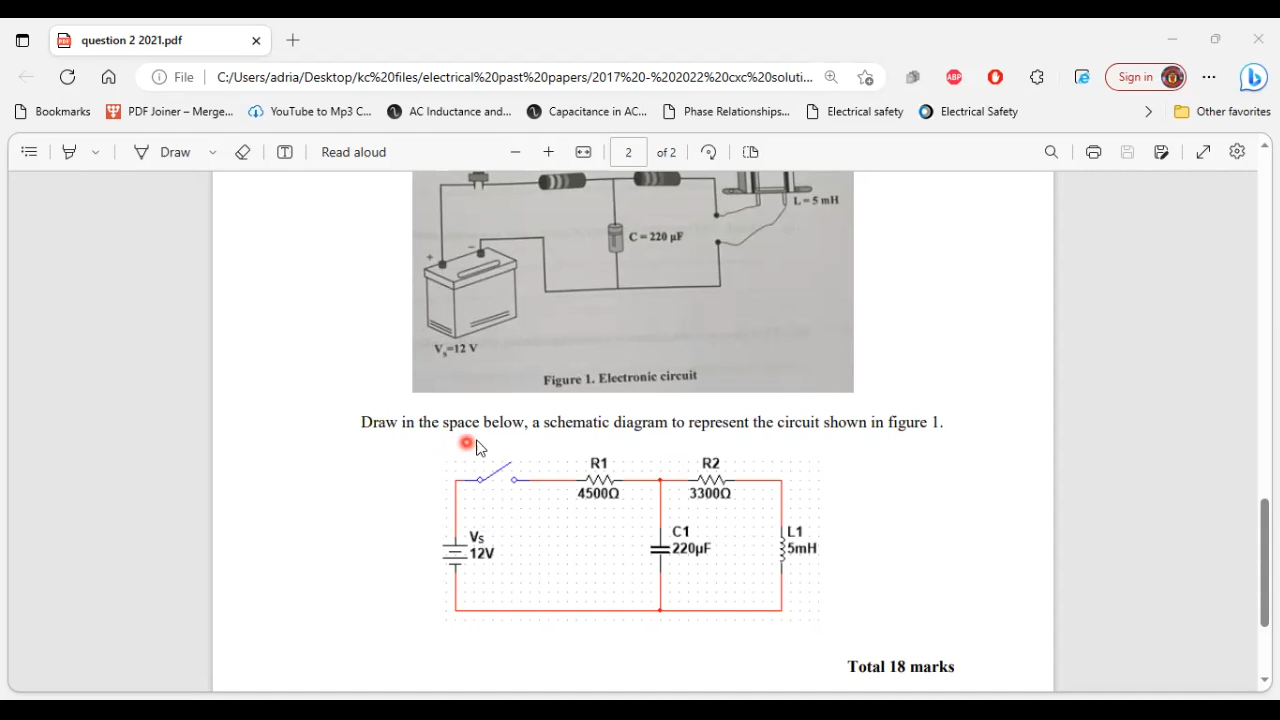 question 2 2021.pdf
File
C:/Users/adria/Desktop/kc%20files/electrical%20past%20papers/2017%20-%202022%20cxc%20soluti...
ABP
Sign in
Bookmarks
PDF Joiner – Merge...
YouTube to Mp3 C...
AC Inductance and...
Capacitance in AC...
Phase Relationships...
Electrical safety
Electrical Safety
Other favorites
Draw
Read aloud
2
of 2
L = 5 mH
C = 220 µF
+
−
Vs=12 V
Figure 1. Electronic circuit
Draw in the space below, a schematic diagram to represent the circuit shown in figure 1.
R1
4500Ω
R2
3300Ω
Vs
12V
C1
220µF
L1
5mH
Total 18 marks